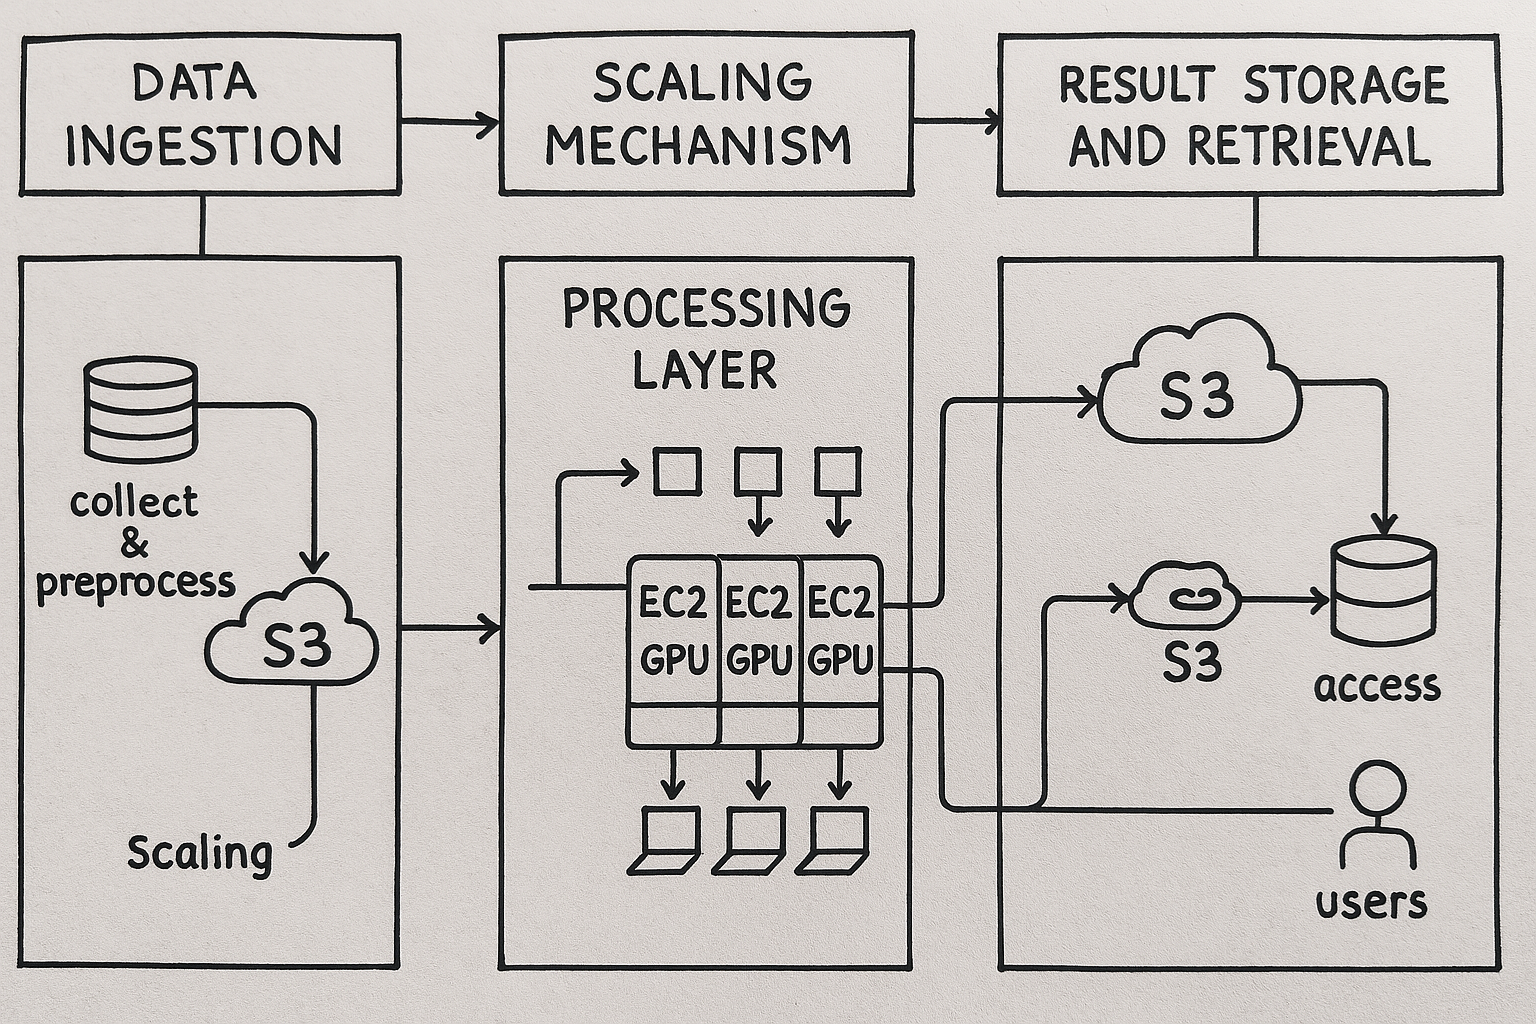 DATA
INGESTION
SCALING
MECHANISM
RESULT STORAGE
AND RETRIEVAL
collect
&
preprocess
S3
Scaling
PROCESSING
LAYER
EC2 EC2 EC2
GPU GPU GPU
S3
S3
access
users